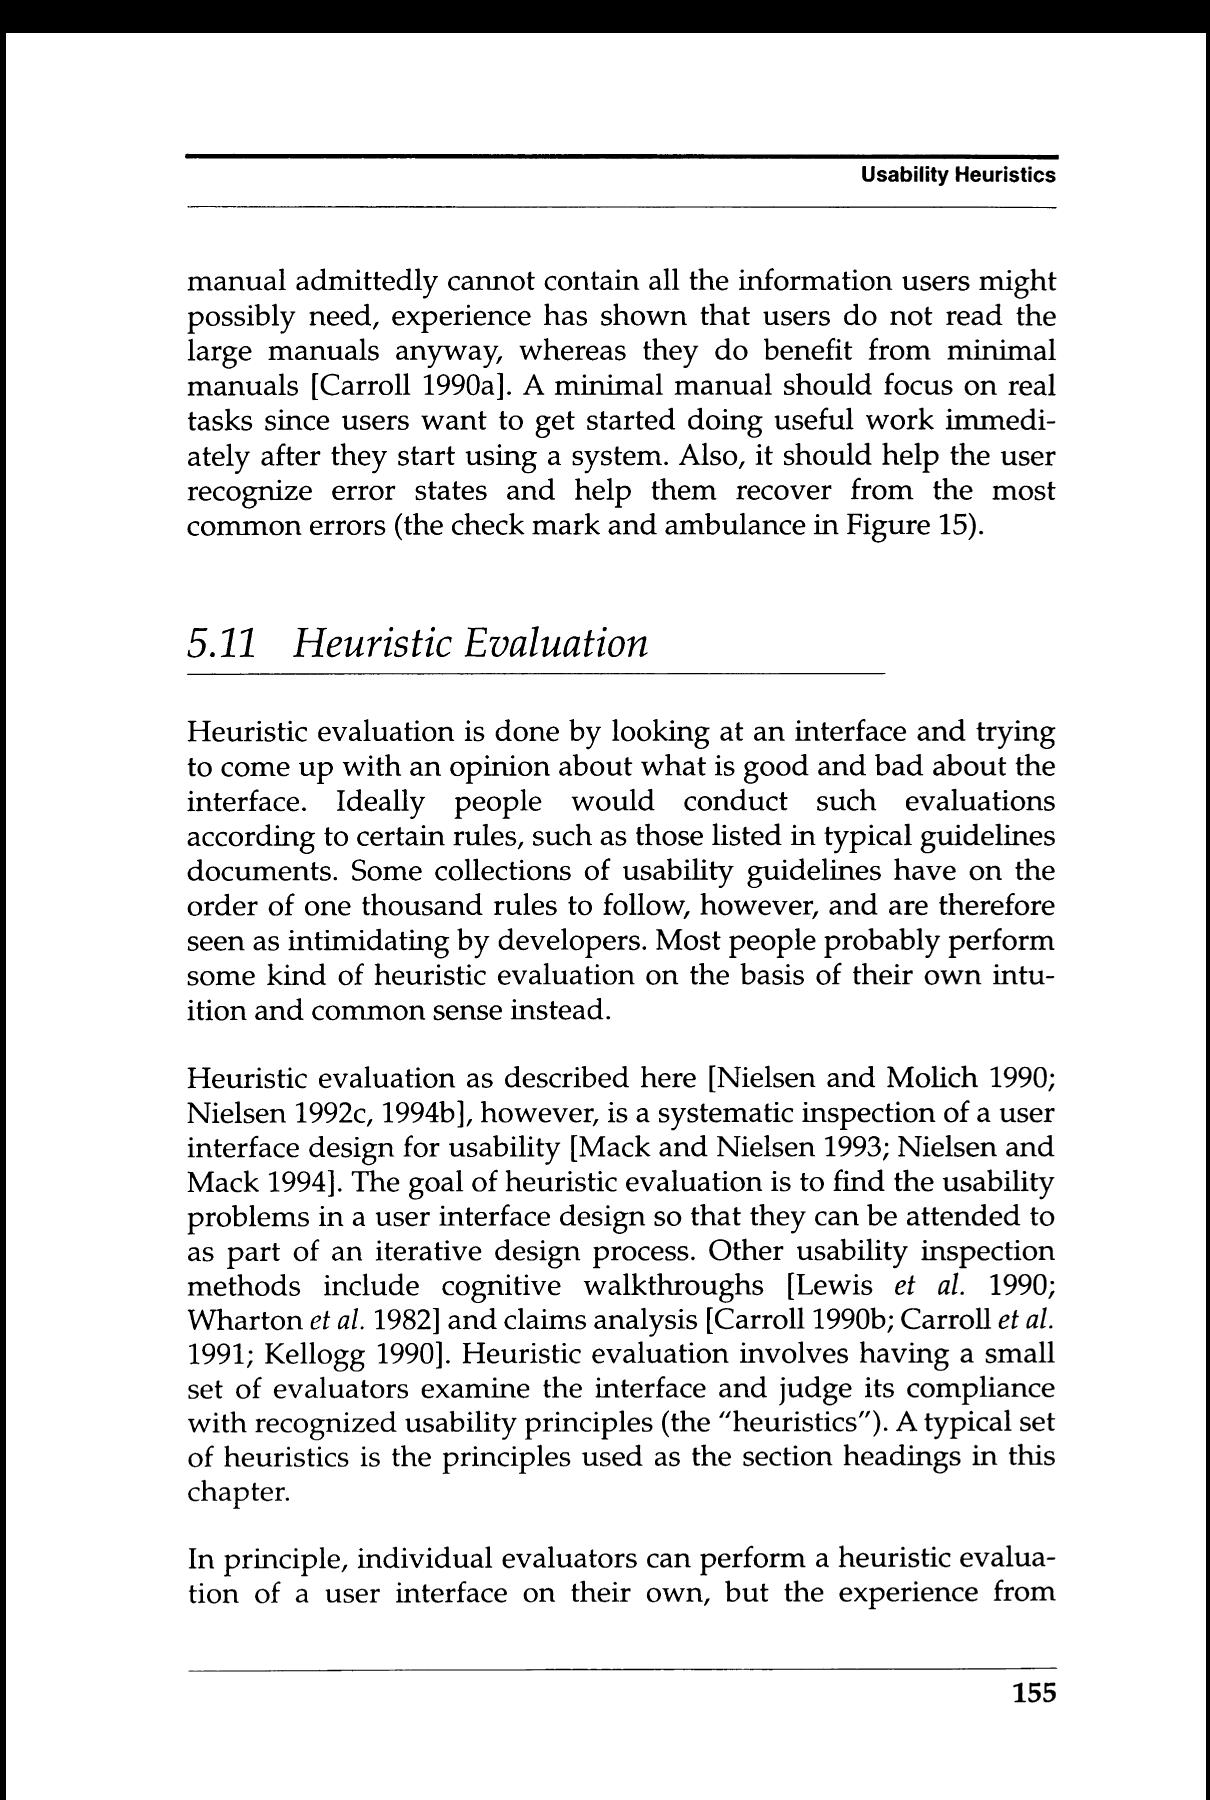 Usability Heuristics
manual admittedly cannot contain all the information users might
possibly need, experience has shown that users do not read the
large manuals anyway, whereas they do benefit from minimal
manuals [Carroll 1990a]. A minimal manual should focus on real
tasks since users want to get started doing useful work immedi-
ately after they start using a system. Also, it should help the user
recognize error states and help them recover from the most
common errors (the check mark and ambulance in Figure 15).
5.11 Heuristic Evaluation
Heuristic evaluation is done by looking at an interface and trying
to come up with an opinion about what is good and bad about the
interface. Ideally people would conduct such evaluations
according to certain rules, such as those listed in typical guidelines
documents. Some collections of usability guidelines have on the
order of one thousand rules to follow, however, and are therefore
seen as intimidating by developers. Most people probably perform
some kind of heuristic evaluation on the basis of their own intu-
ition and common sense instead.
Heuristic evaluation as described here [Nielsen and Molich 1990;
Nielsen 1992c, 1994b], however, is a systematic inspection of a user
interface design for usability [Mack and Nielsen 1993; Nielsen and
Mack 1994]. The goal of heuristic evaluation is to find the usability
problems in a user interface design so that they can be attended to
as part of an iterative design process. Other usability inspection
methods include cognitive walkthroughs [Lewis et al. 1990;
Wharton et al. 1982] and claims analysis [Carroll 1990b; Carroll et al.
1991; Kellogg 1990]. Heuristic evaluation involves having a small
set of evaluators examine the interface and judge its compliance
with recognized usability principles (the "heuristics"). A typical set
of heuristics is the principles used as the section headings in this
chapter.
In principle, individual evaluators can perform a heuristic evalua-
tion of a user interface on their own, but the experience from
155